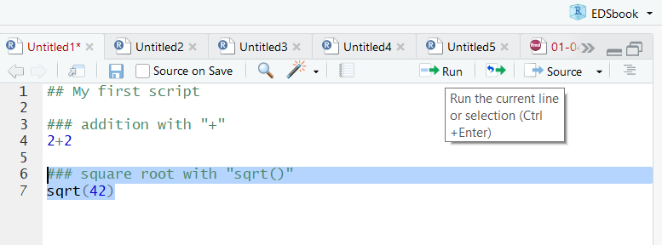 EDSbook
Untitled1* Untitled2 Untitled3 Untitled4 Untitled5 01-0
Source on Save Run Source
Run the current line
or selection (Ctrl
+Enter)
1 ## My first script
2
3 ### addition with "+"
4 2+2
5
6 ### square root with "sqrt()"
7 sqrt(42)